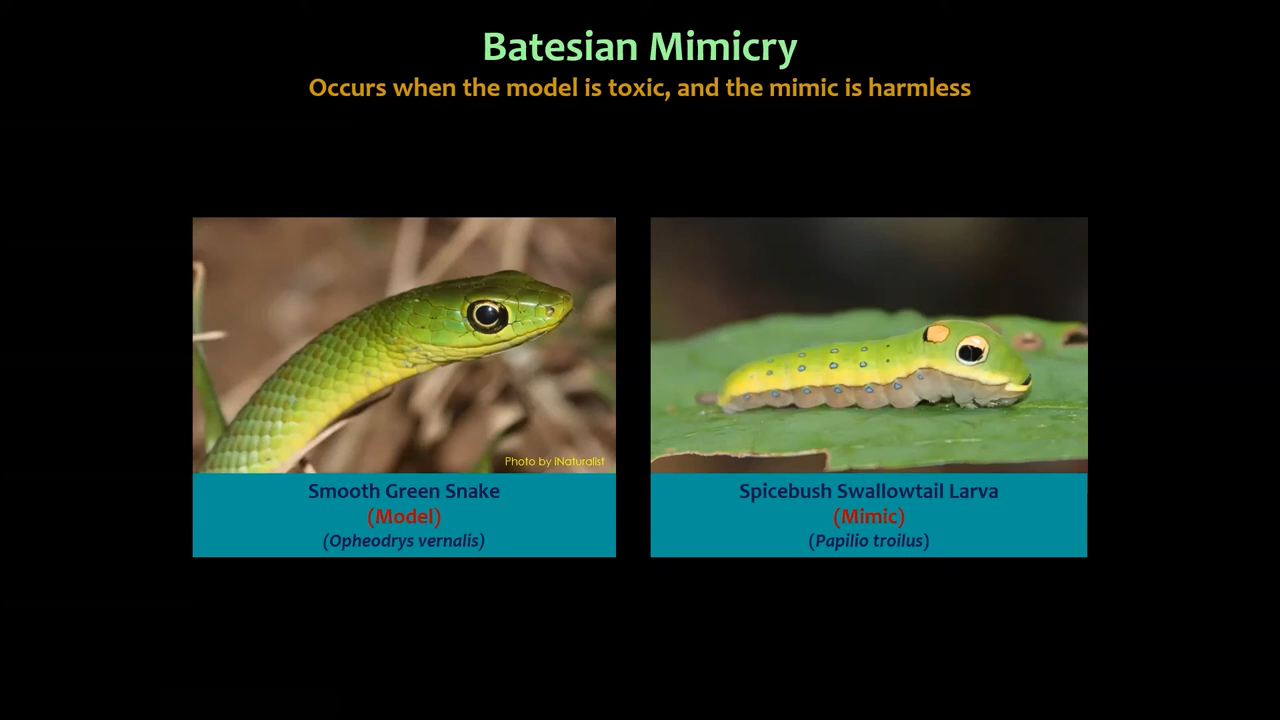 Batesian Mimicry
Occurs when the model is toxic, and the mimic is harmless
Photo by iNaturalist
Smooth Green Snake
(Model)
(Opheodrys vernalis)
Spicebush Swallowtail Larva
(Mimic)
(Papilio troilus)